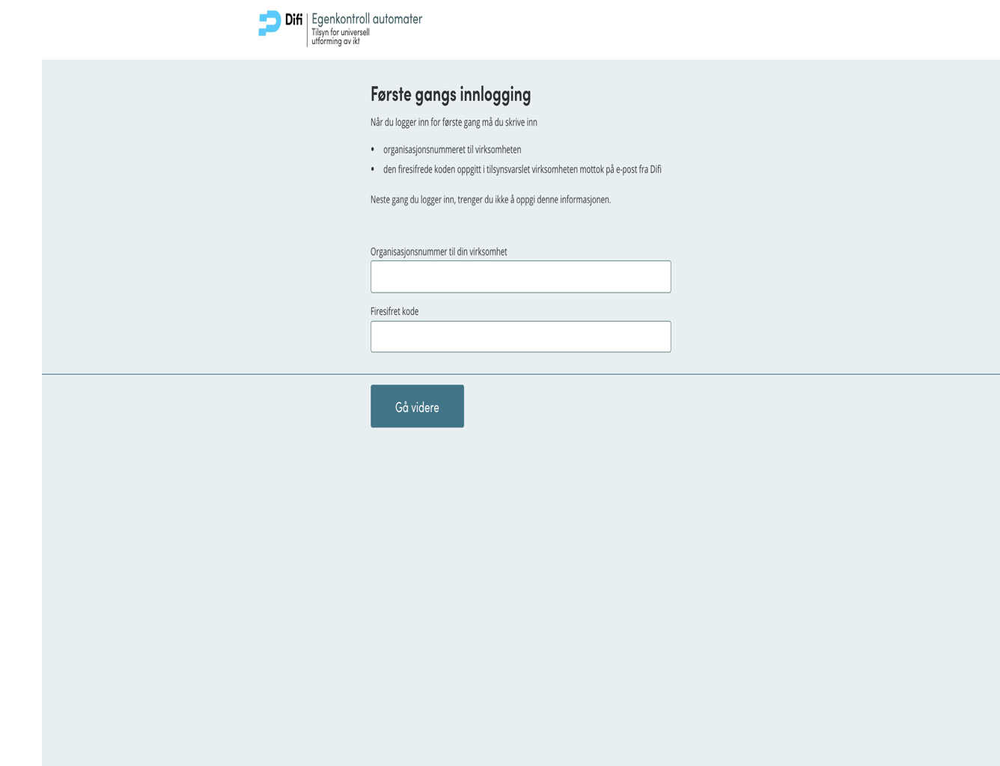 Difi
Egenkontroll automater
Tilsyn for universell
utforming av ikt
Første gangs innlogging
Når du logger inn for første gang må du skrive inn
• organisasjonsnummeret til virksomheten
• den firesifrede koden oppgitt i tilsynsvarslet virksomheten mottok på e-post fra Difi
Neste gang du logger inn, trenger du ikke å oppgi denne informasjonen.
Organisasjonsnummer til din virksomhet
Firesifret kode
Gå videre